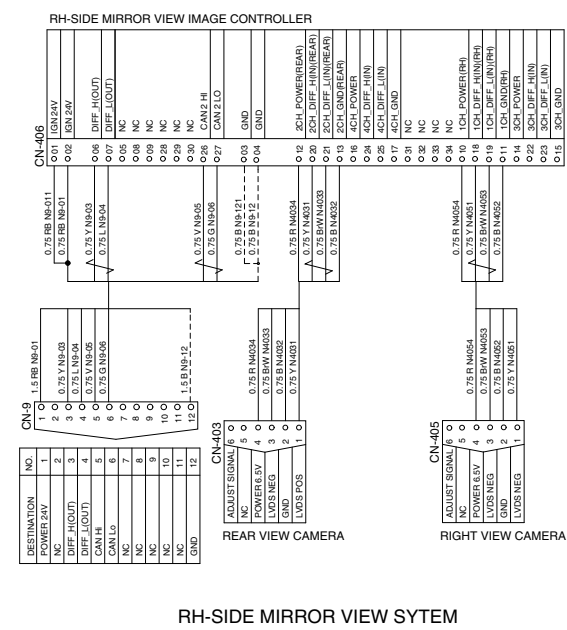 RH-SIDE MIRROR VIEW IMAGE CONTROLLER
IGN 24V
IGN 24V
DIFF_H(OUT)
DIFF_L(OUT)
NC
NC
NC
NC
NC
NC
CAN 2 HI
CAN 2 LO
GND
GND
2CH_POWER(REAR)
2CH_DIFF_H(IN)(REAR)
2CH_DIFF_L(IN)(REAR)
2CH_GND(REAR)
4CH_POWER
4CH_DIFF_H(IN)
4CH_DIFF_L(IN)
4CH_GND
NC
NC
NC
NC
1CH_POWER(RH)
1CH_DIFF_H(IN)(RH)
1CH_DIFF_L(IN)(RH)
1CH_GND(RH)
3CH_POWER
3CH_DIFF_H(IN)
3CH_DIFF_L(IN)
3CH_GND
CN-406
01
02
06
07
05
08
09
28
29
30
26
27
03
04
12
20
21
13
16
24
25
17
31
32
33
34
10
18
19
11
14
22
23
15
0.75 RB N9-011
0.75 RB N9-01
0.75 Y N9-03
0.75 L N9-04
0.75 V N9-05
0.75 G N9-06
0.75 B N9-121
0.75 B N9-12
0.75 R N4034
0.75 Y N4031
0.75 BrW N4033
0.75 B N4032
0.75 R N4054
0.75 Y N4051
0.75 BrW N4053
0.75 B N4052
1.5 RB N9-01
0.75 Y N9-03
0.75 L N9-04
0.75 V N9-05
0.75 G N9-06
1.5 B N9-12
0.75 R N4034
0.75 BrW N4033
0.75 B N4032
0.75 Y N4031
0.75 R N4054
0.75 BrW N4053
0.75 B N4052
0.75 Y N4051
CN-9
1
2
3
4
5
6
7
8
9
10
11
12
DESTINATION NO.
POWER 24V 1
NC 2
DIFF_H(OUT) 3
DIFF_L(OUT) 4
CAN Hi 5
CAN Lo 6
NC 7
NC 8
NC 9
NC 10
NC 11
GND 12
CN-403
ADJUST SIGNAL 6
NC 5
POWER 6.5V 4
LVDS NEG 3
GND 2
LVDS POS 1
REAR VIEW CAMERA
CN-405
ADJUST SIGNAL 6
NC 5
POWER 6.5V 4
LVDS NEG 3
GND 2
LVDS NEG 1
RIGHT VIEW CAMERA
RH-SIDE MIRROR VIEW SYTEM